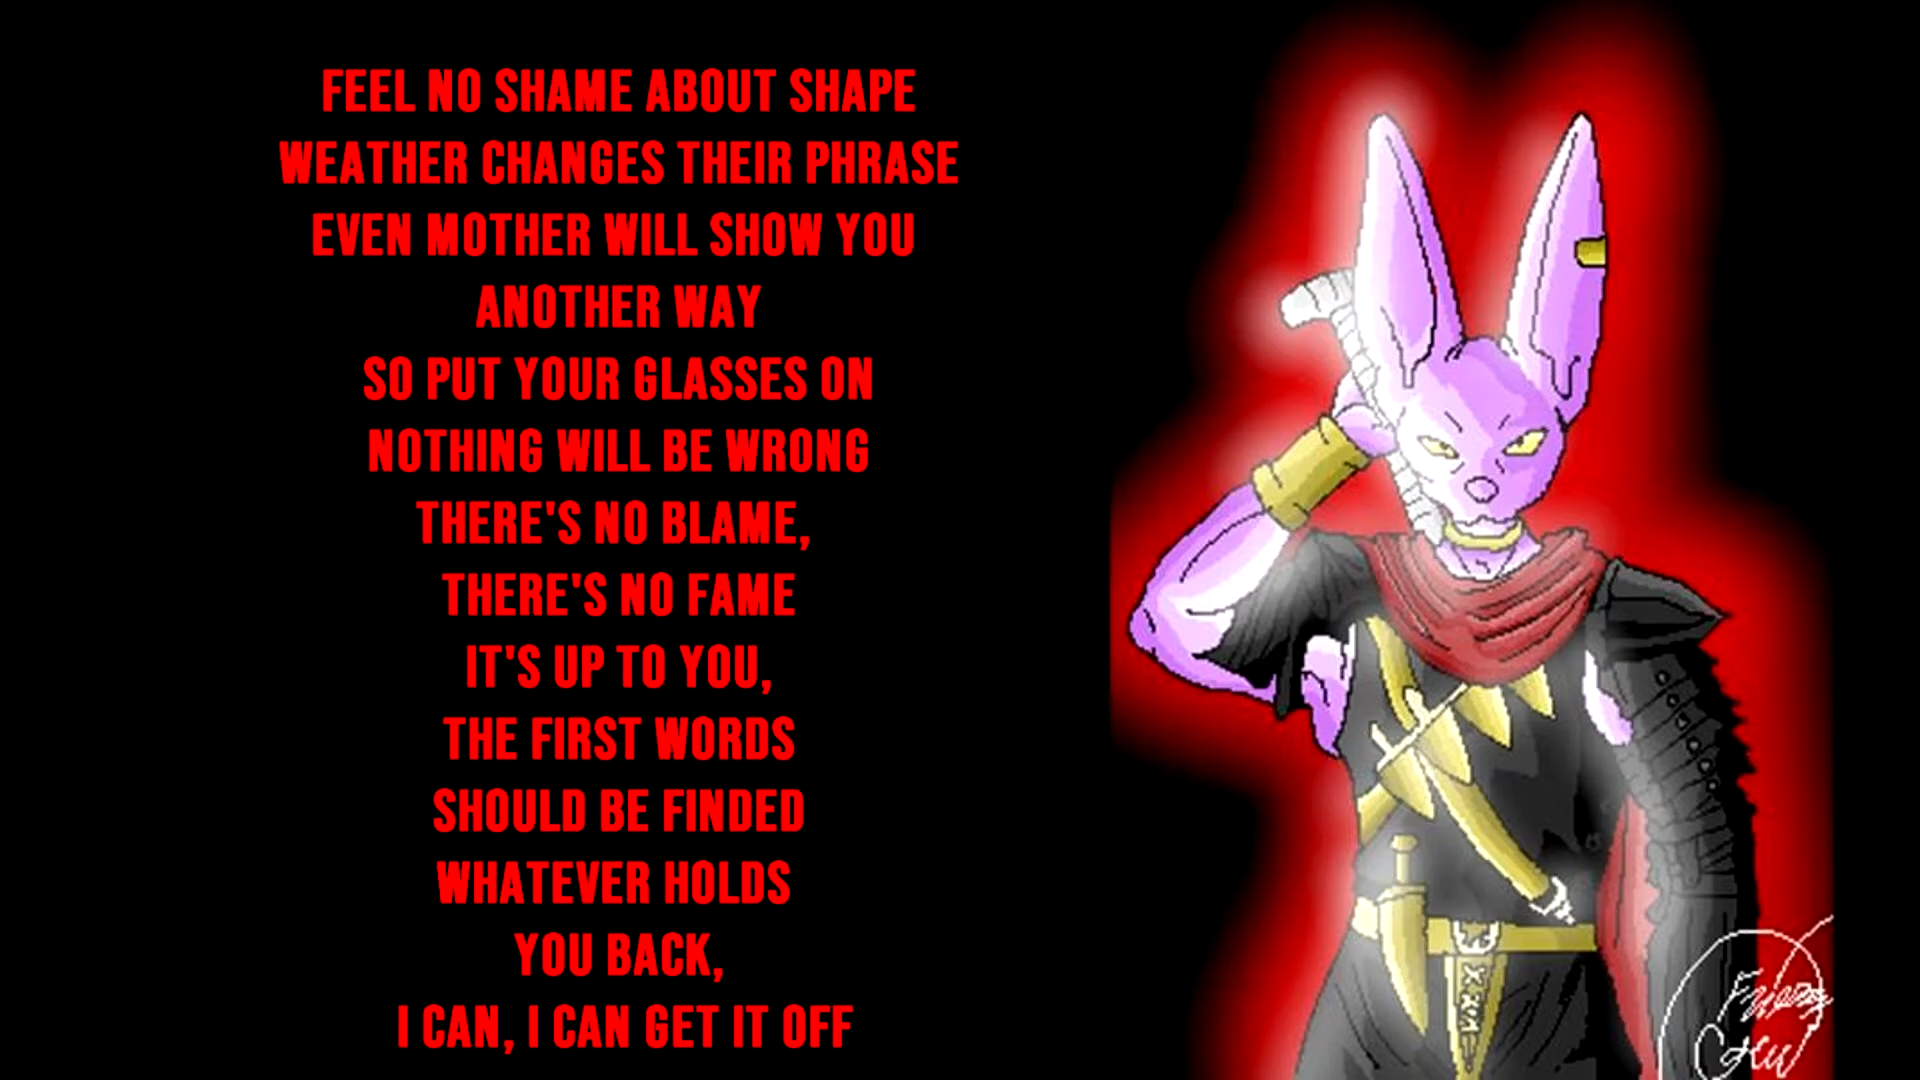 FEEL NO SHAME ABOUT SHAPE
WEATHER CHANGES THEIR PHRASE
EVEN MOTHER WILL SHOW YOU
ANOTHER WAY
SO PUT YOUR GLASSES ON
NOTHING WILL BE WRONG
THERE'S NO BLAME,
THERE'S NO FAME
IT'S UP TO YOU,
THE FIRST WORDS
SHOULD BE FINDED
WHATEVER HOLDS
YOU BACK,
I CAN, I CAN GET IT OFF